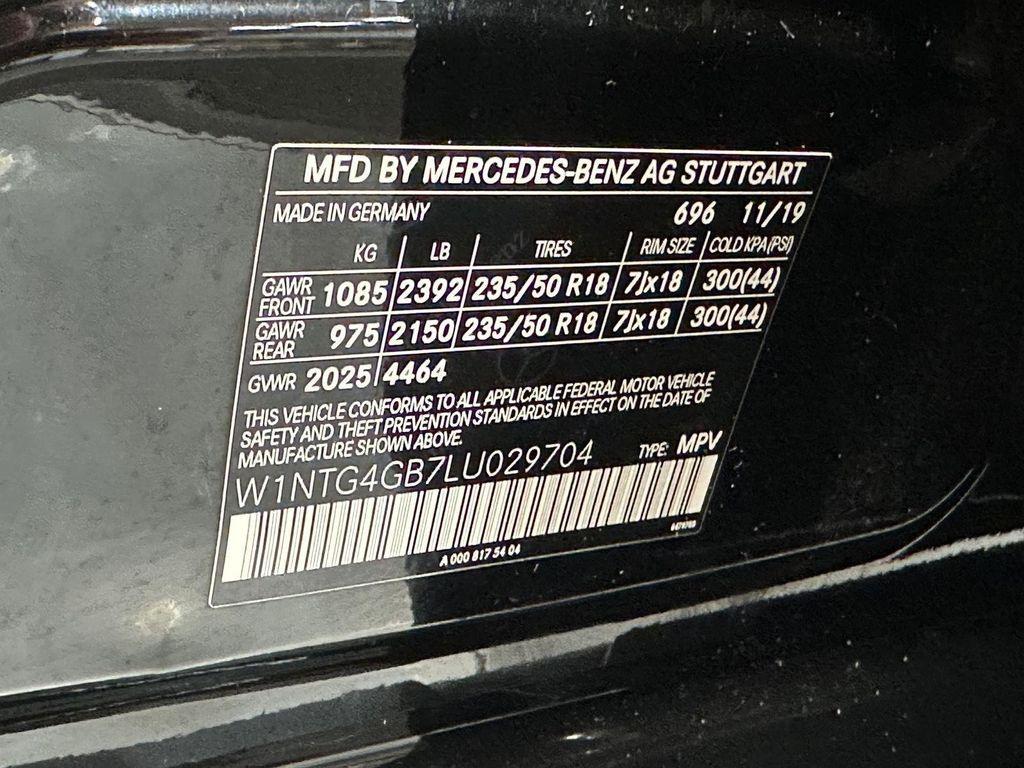 MFD BY MERCEDES-BENZ AG STUTTGART
MADE IN GERMANY 696 11/19
KG LB TIRES RIM SIZE COLD KPA(PSI)
GAWR FRONT 1085 2392 235/50 R18 7Jx18 300(44)
GAWR REAR 975 2150 235/50 R18 7Jx18 300(44)
GVWR 2025 4464
THIS VEHICLE CONFORMS TO ALL APPLICABLE FEDERAL MOTOR VEHICLE
SAFETY AND THEFT PREVENTION STANDARDS IN EFFECT ON THE DATE OF
MANUFACTURE SHOWN ABOVE.
W1NTG4GB7LU029704 TYPE: MPV
A 000 817 54 04